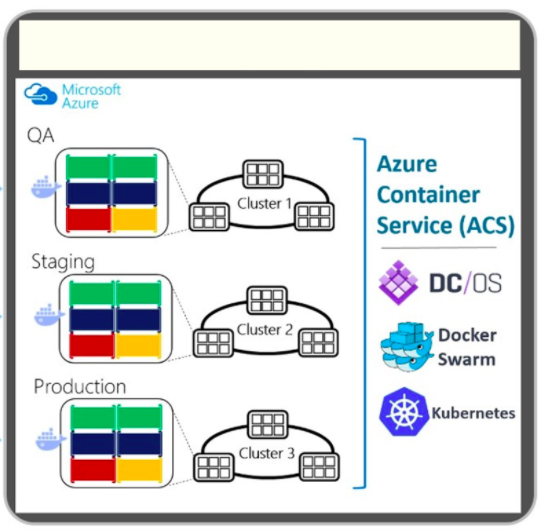 Microsoft
Azure
QA
Cluster 1
Staging
Cluster 2
Production
Cluster 3
Azure
Container
Service (ACS)
DC/OS
Docker
Swarm
Kubernetes